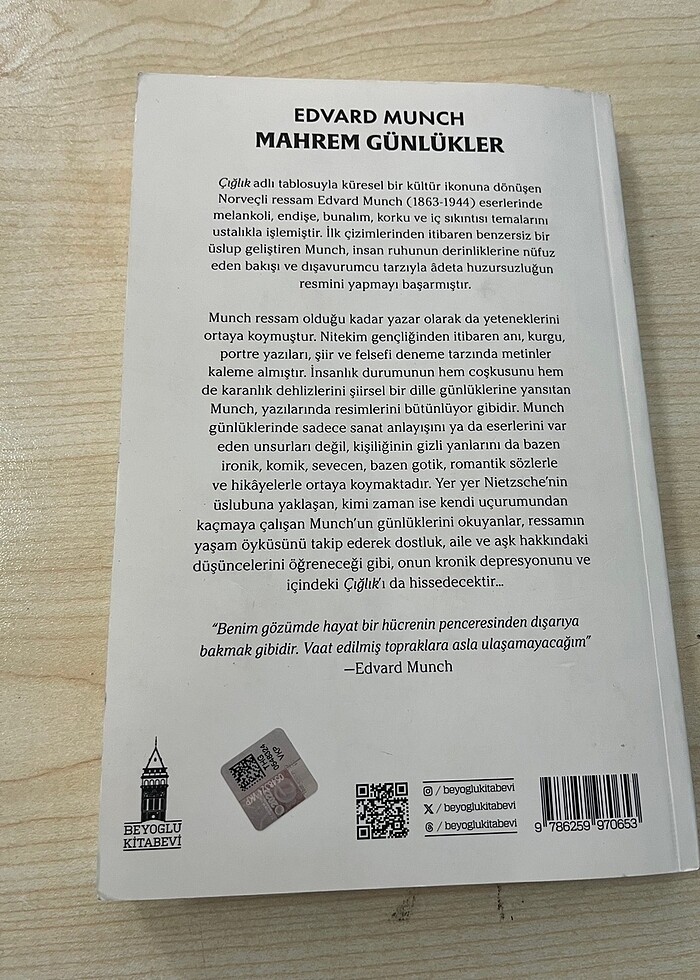 EDVARD MUNCH
MAHREM GÜNLÜKLER
Çığlık adlı tablosuyla küresel bir kültür ikonuna dönüşen
Norveçli ressam Edvard Munch (1863-1944) eserlerinde
melankoli, endişe, bunalım, korku ve iç sıkıntısı temalarını
ustalıkla işlemiştir. İlk çizimlerinden itibaren benzersiz bir
üslup geliştiren Munch, insan ruhunun derinliklerine nüfuz
eden bakışı ve dışavurumcu tarzıyla âdeta huzursuzluğun
resmini yapmayı başarmıştır.
Munch ressam olduğu kadar yazar olarak da yeteneklerini
ortaya koymuştur. Nitekim gençliğinden itibaren anı, kurgu,
portre yazıları, şiir ve felsefi deneme tarzında metinler
kaleme almıştır. İnsanlık durumunun hem coşkusunu hem
de karanlık dehlizlerini şiirsel bir dille günlüklerine yansıtan
Munch, yazılarında resimlerini bütünlüyor gibidir. Munch
günlüklerinde sadece sanat anlayışını ya da eserlerini var
eden unsurları değil, kişiliğinin gizli yanlarını da bazen
ironik, komik, sevecen, bazen gotik, romantik sözlerle
ve hikâyelerle ortaya koymaktadır. Yer yer Nietzsche'nin
üslubuna yaklaşan, kimi zaman ise kendi uçurumundan
kaçmaya çalışan Munch'un günlüklerini okuyanlar, ressamın
yaşam öyküsünü takip ederek dostluk, aile ve aşk hakkındaki
düşüncelerini öğreneceği gibi, onun kronik depresyonunu ve
içindeki Çığlık'ı da hissedecektir...
"Benim gözümde hayat bir hücrenin penceresinden dışarıya
bakmak gibidir. Vaat edilmiş topraklara asla ulaşamayacağım"
—Edvard Munch
BEYOGLU
KİTABEVİ
TAG
0548324
VKP
/ beyoglukitabevi
X / beyoglukitabevi
/ beyoglukitabevi
9 786259 970653